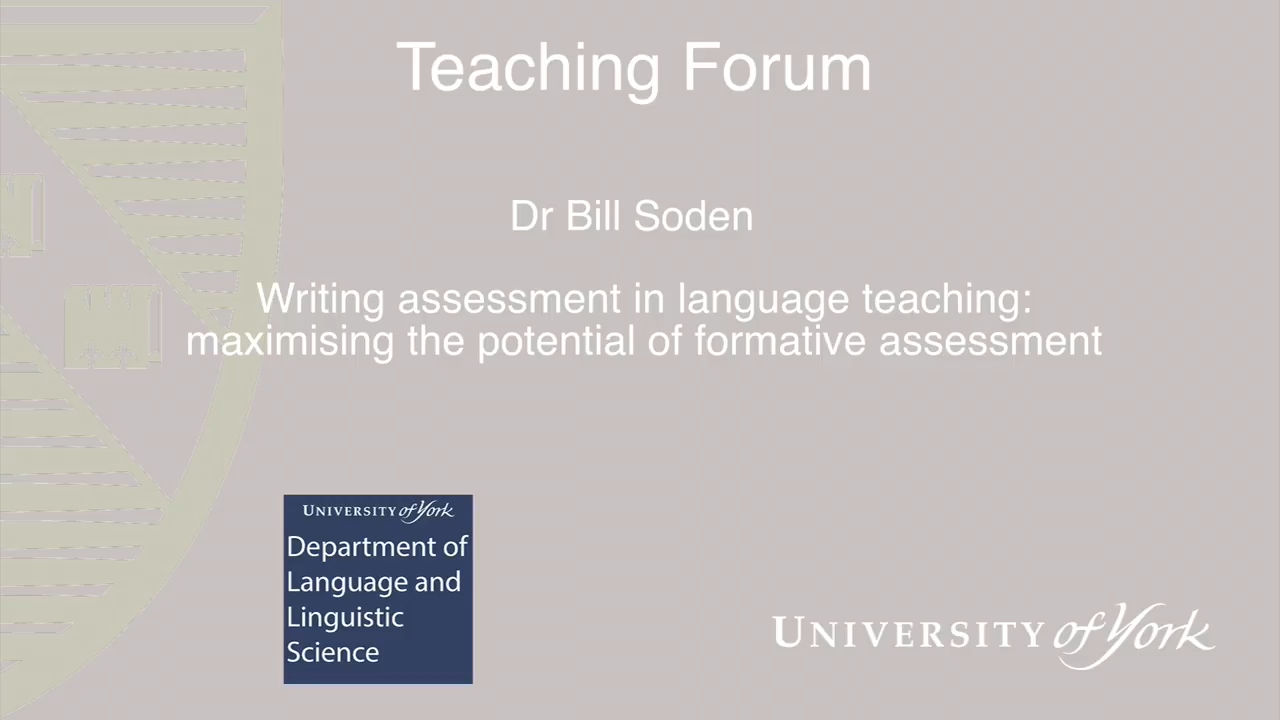 Teaching Forum
Dr Bill Soden
Writing assessment in language teaching:
maximising the potential of formative assessment
UNIVERSITY of York
Department of
Language and
Linguistic
Science
UNIVERSITY of York